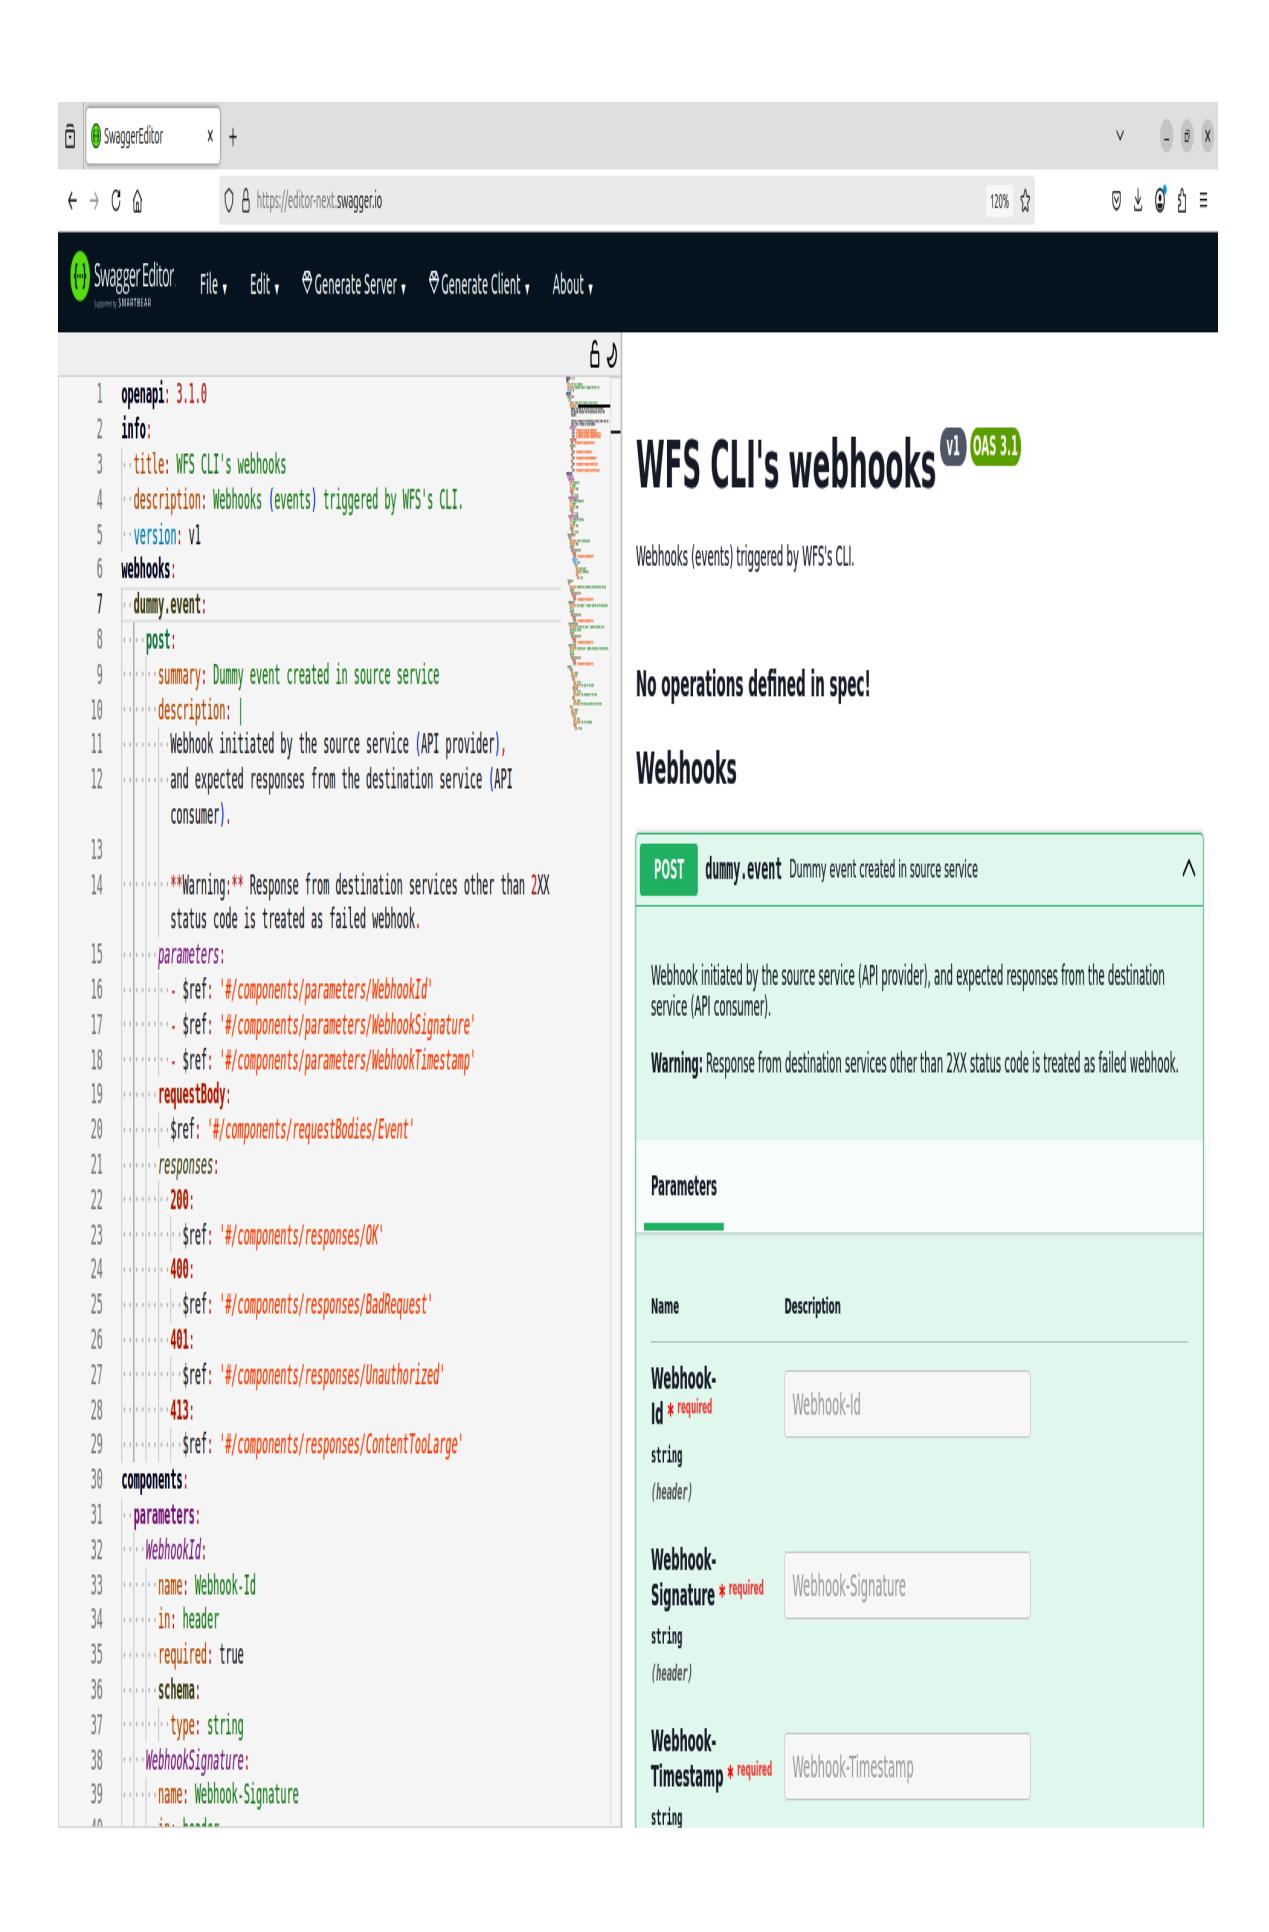 SwaggerEditor
https://editor-next.swagger.io
120%
Swagger Editor
Supported by SMARTBEAR
File
Edit
Generate Server
Generate Client
About
1 openapi: 3.1.0
2 info:
3 title: WFS CLI's webhooks
4 description: Webhooks (events) triggered by WFS's CLI.
5 version: v1
6 webhooks:
7 dummy.event:
8 post:
9 summary: Dummy event created in source service
10 description: |
11 Webhook initiated by the source service (API provider),
12 and expected responses from the destination service (API
consumer).
13
14 **Warning:** Response from destination services other than 2XX
status code is treated as failed webhook.
15 parameters:
16 - $ref: '#/components/parameters/WebhookId'
17 - $ref: '#/components/parameters/WebhookSignature'
18 - $ref: '#/components/parameters/WebhookTimestamp'
19 requestBody:
20 $ref: '#/components/requestBodies/Event'
21 responses:
22 200:
23 $ref: '#/components/responses/OK'
24 400:
25 $ref: '#/components/responses/BadRequest'
26 401:
27 $ref: '#/components/responses/Unauthorized'
28 413:
29 $ref: '#/components/responses/ContentTooLarge'
30 components:
31 parameters:
32 WebhookId:
33 name: Webhook-Id
34 in: header
35 required: true
36 schema:
37 type: string
38 WebhookSignature:
39 name: Webhook-Signature
40 in: header
WFS CLI's webhooks v1 OAS 3.1
Webhooks (events) triggered by WFS's CLI.
No operations defined in spec!
Webhooks
POST dummy.event Dummy event created in source service
Webhook initiated by the source service (API provider), and expected responses from the destination
service (API consumer).
Warning: Response from destination services other than 2XX status code is treated as failed webhook.
Parameters
Name Description
Webhook-
Id * required
Webhook-Id
string
(header)
Webhook-
Signature * required
Webhook-Signature
string
(header)
Webhook-
Timestamp * required
Webhook-Timestamp
string